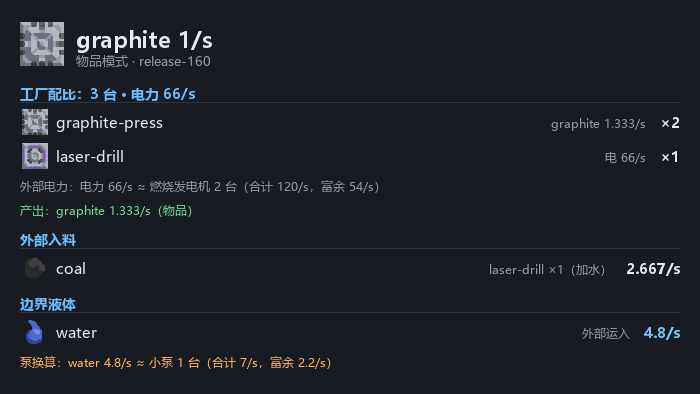 graphite 1/s
物品模式 · release-160
工厂配比：3 台 • 电力 66/s
graphite-press graphite 1.333/s ×2
laser-drill 电 66/s ×1
外部电力：电力 66/s ≈ 燃烧发电机 2 台（合计 120/s，富余 54/s）
产出：graphite 1.333/s（物品）
外部入料
coal laser-drill ×1（加水） 2.667/s
边界液体
water 外部运入 4.8/s
泵换算：water 4.8/s ≈ 小泵 1 台（合计 7/s，富余 2.2/s）